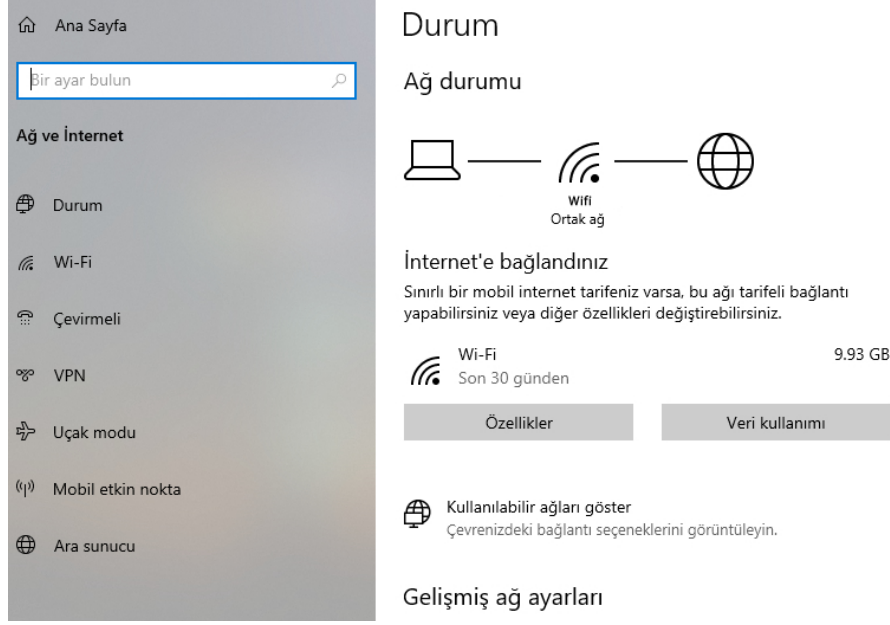 Ana Sayfa
Bir ayar bulun
Ağ ve İnternet
Durum
Wi-Fi
Çevirmeli
VPN
Uçak modu
Mobil etkin nokta
Ara sunucu
Durum
Ağ durumu
Wifi
Ortak ağ
İnternet'e bağlandınız
Sınırlı bir mobil internet tarifeniz varsa, bu ağı tarifeli bağlantı
yapabilirsiniz veya diğer özellikleri değiştirebilirsiniz.
Wi-Fi 9.93 GB
Son 30 günden
Özellikler Veri kullanımı
Kullanılabilir ağları göster
Çevrenizdeki bağlantı seçeneklerini görüntüleyin.
Gelişmiş ağ ayarları